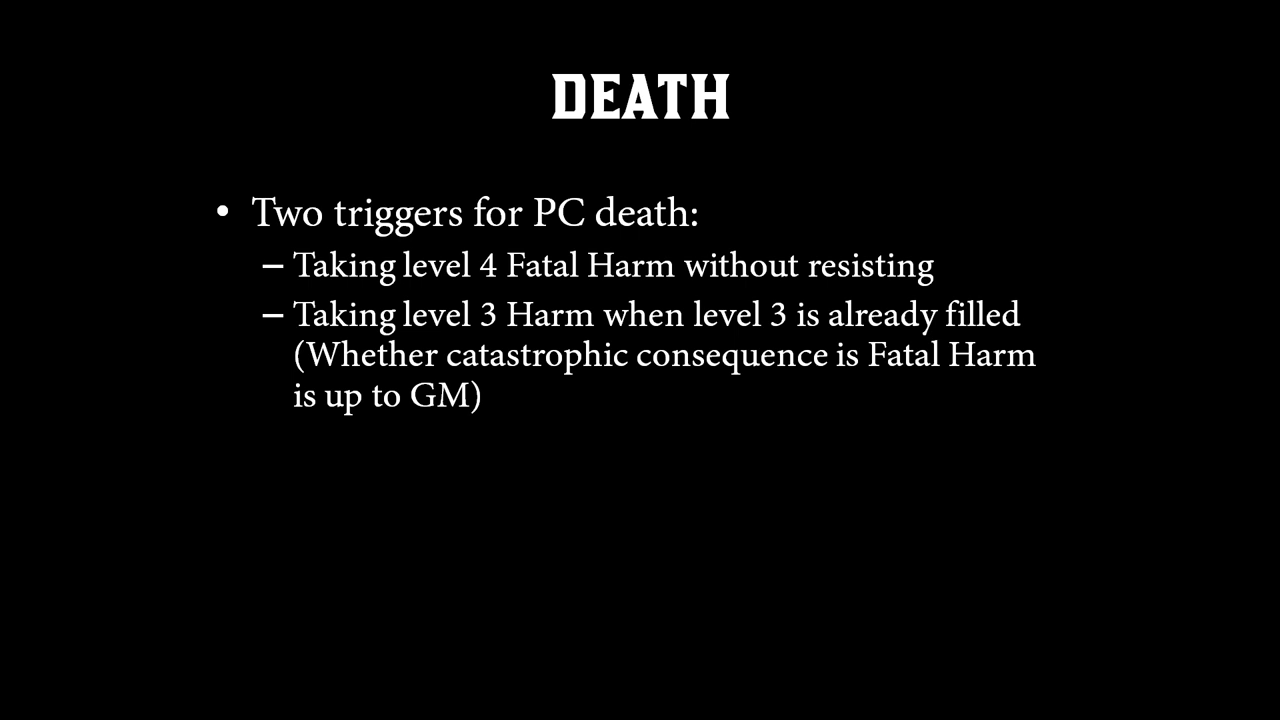 DEATH
• Two triggers for PC death:
– Taking level 4 Fatal Harm without resisting
– Taking level 3 Harm when level 3 is already filled
(Whether catastrophic consequence is Fatal Harm
is up to GM)